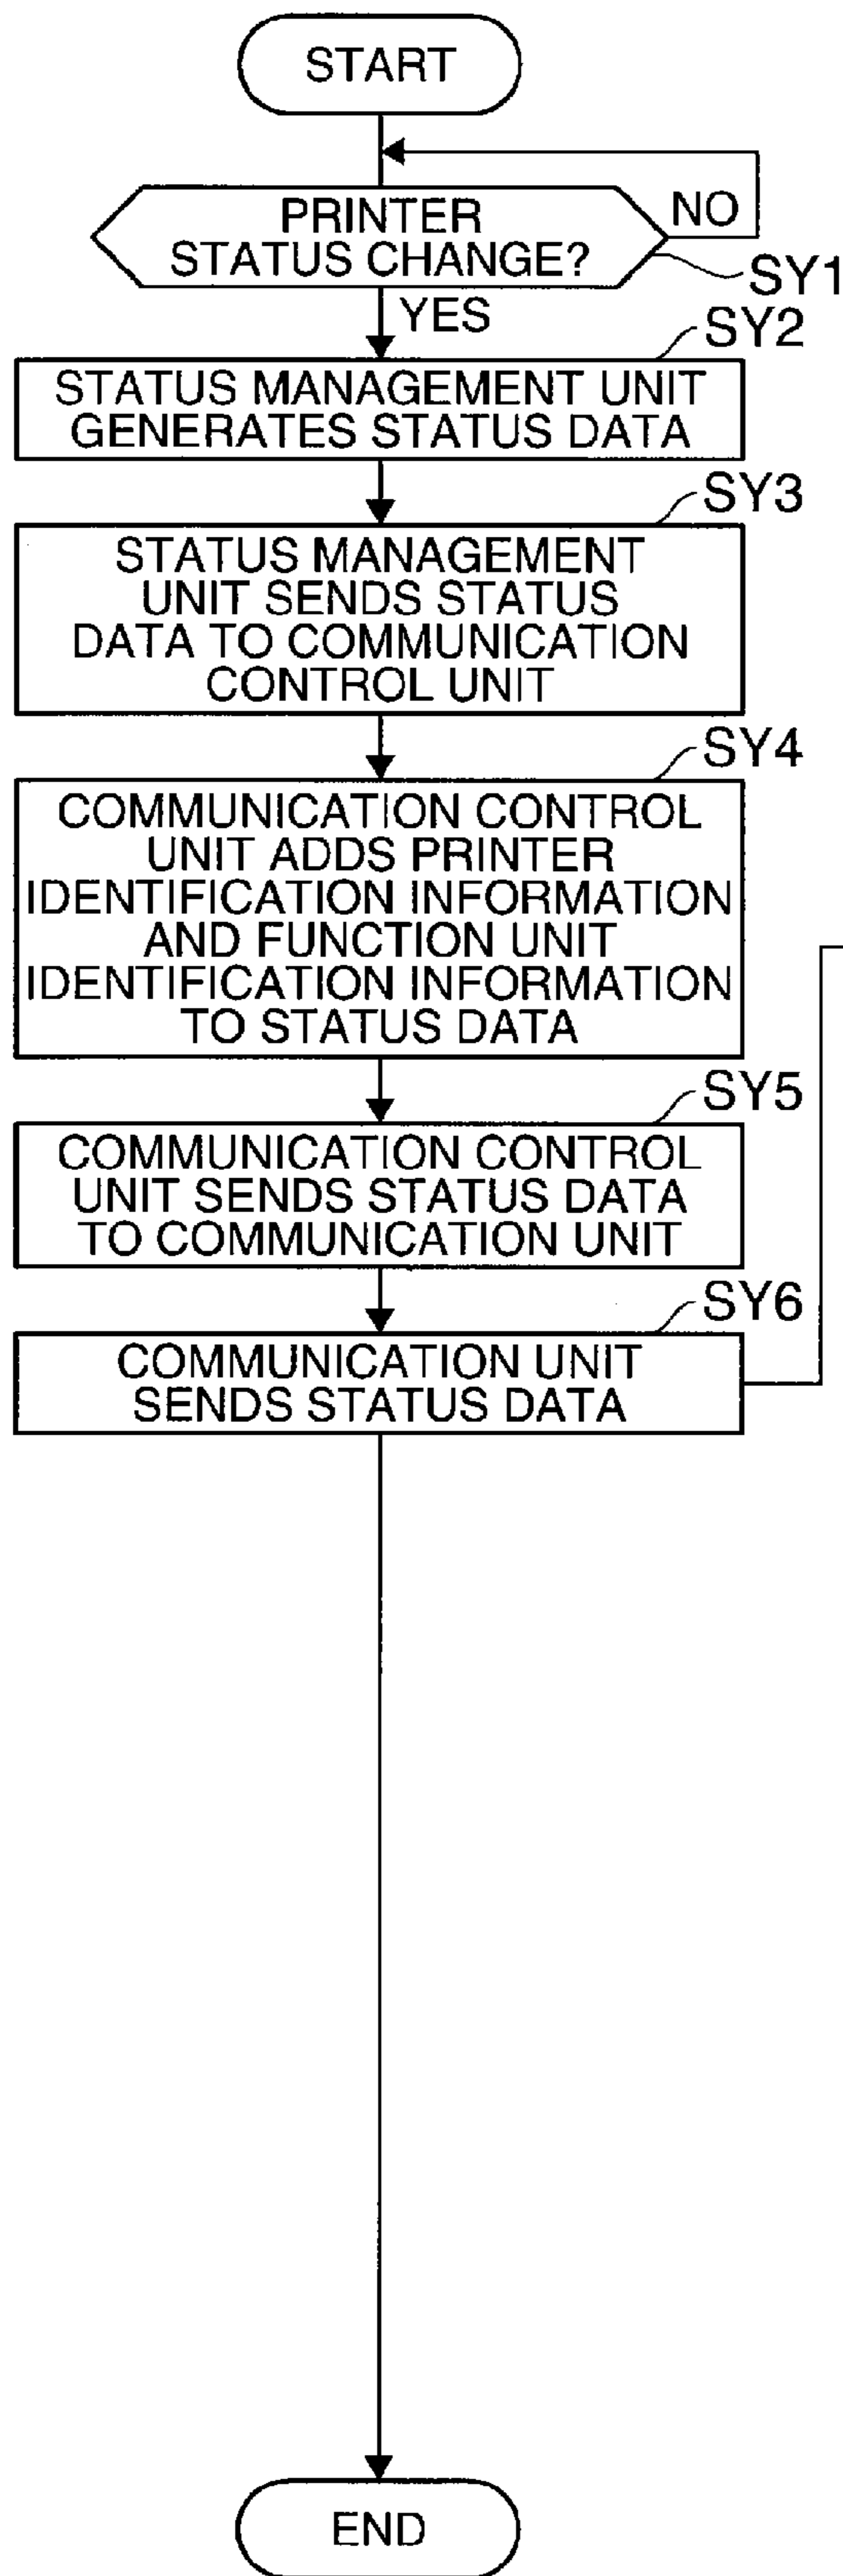 START
PRINTER
STATUS CHANGE?
NO
SY1
YES
SY2
STATUS MANAGEMENT UNIT
GENERATES STATUS DATA
SY3
STATUS MANAGEMENT
UNIT SENDS STATUS
DATA TO COMMUNICATION
CONTROL UNIT
SY4
COMMUNICATION CONTROL
UNIT ADDS PRINTER
IDENTIFICATION INFORMATION
AND FUNCTION UNIT
IDENTIFICATION INFORMATION
TO STATUS DATA
SY5
COMMUNICATION CONTROL
UNIT SENDS STATUS DATA
TO COMMUNICATION UNIT
SY6
COMMUNICATION UNIT
SENDS STATUS DATA
END